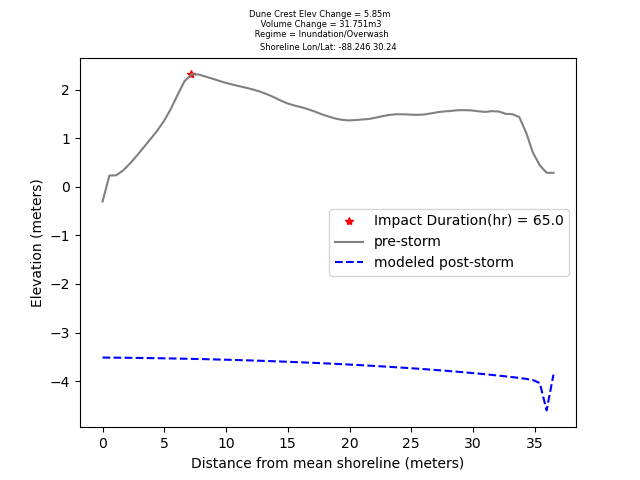 Dune Crest Elev Change = 5.85m
Volume Change = 31.751m3
Regime = Inundation/Overwash
Shoreline Lon/Lat: -88.246 30.24
2
1
0
−1
−2
−3
−4
Elevation (meters)
Impact Duration(hr) = 65.0
pre-storm
modeled post-storm
0 5 10 15 20 25 30 35
Distance from mean shoreline (meters)